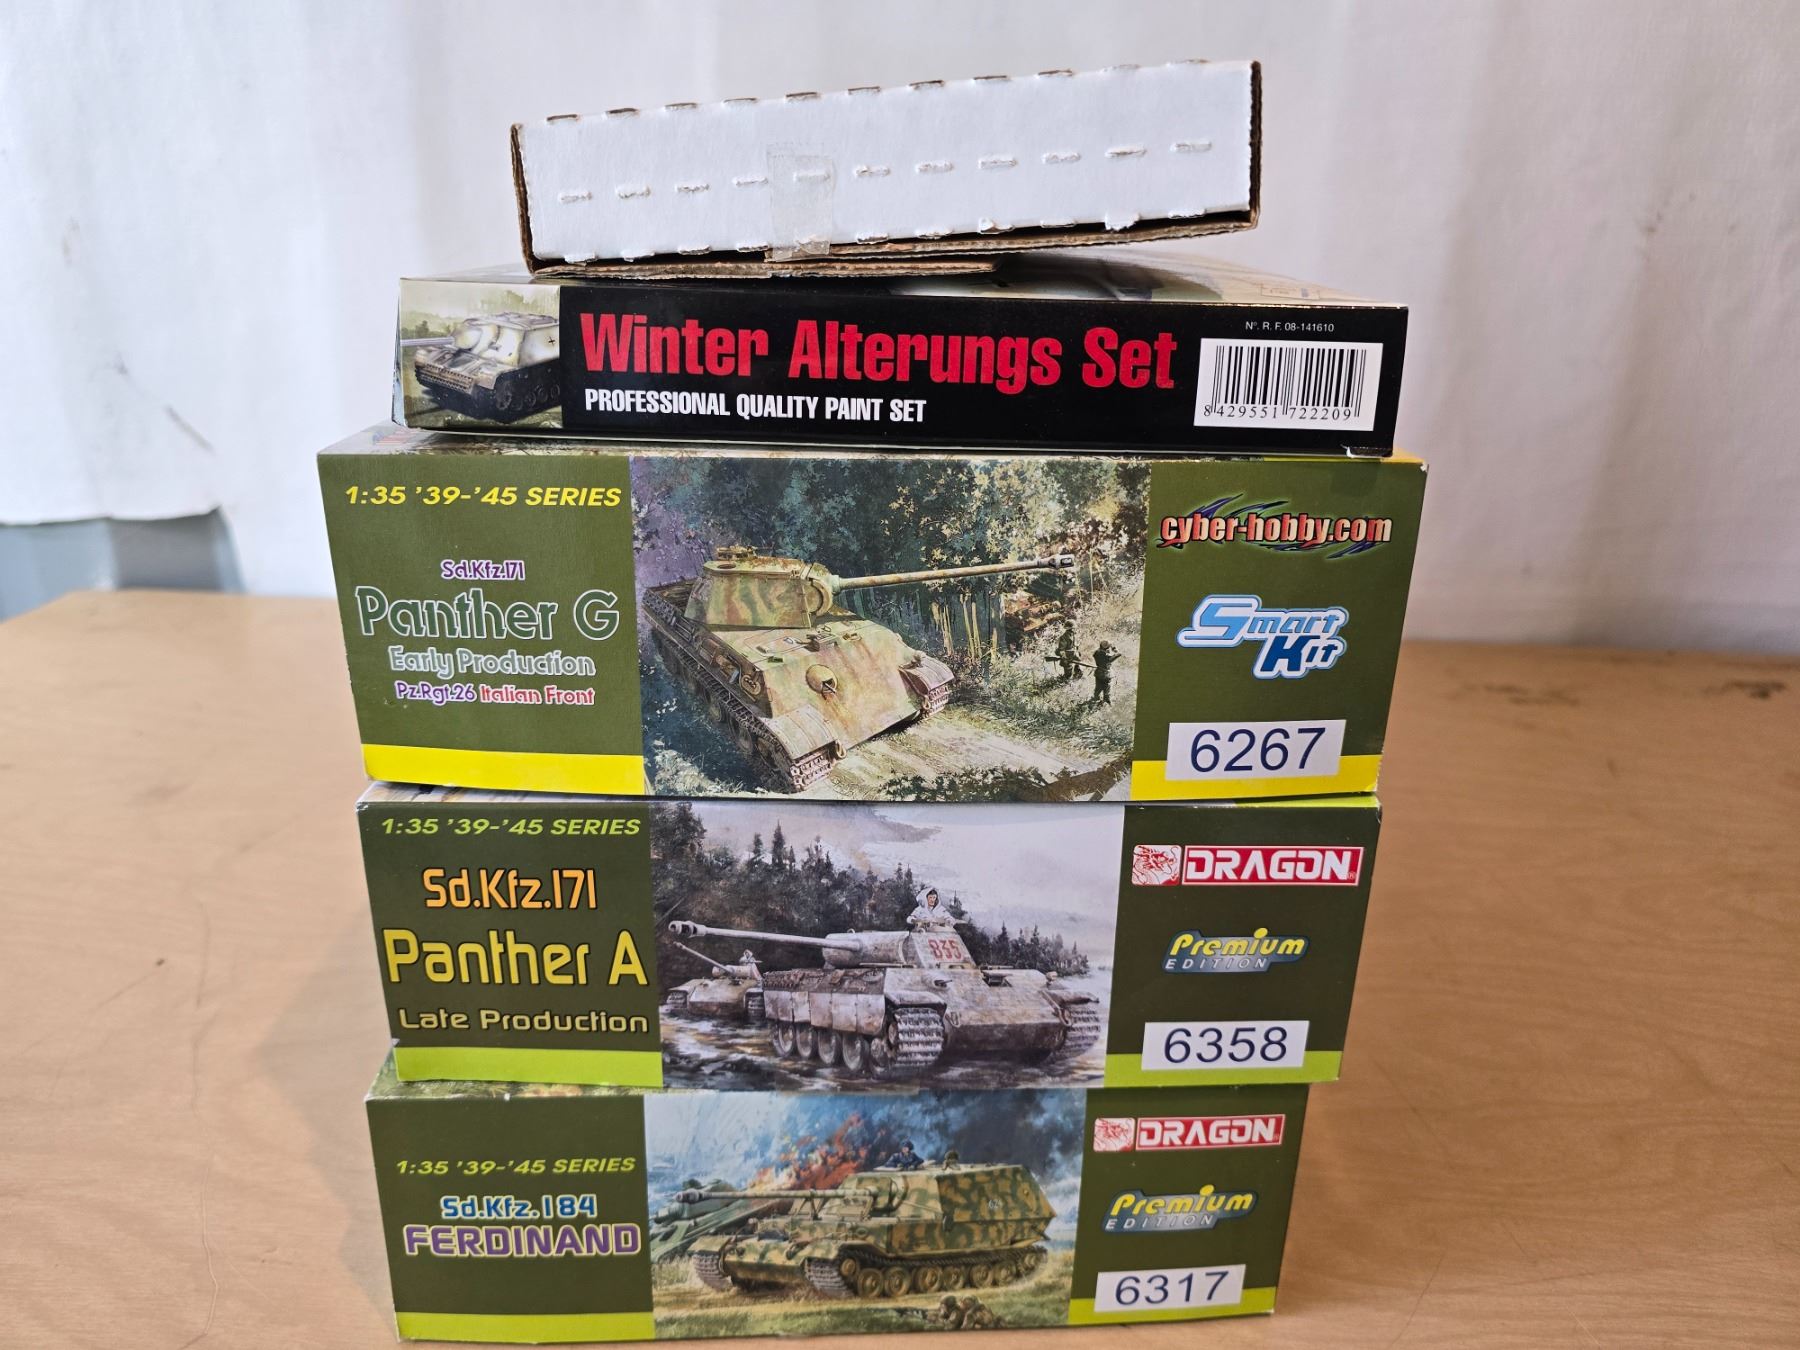 Winter Alterungs Set
PROFESSIONAL QUALITY PAINT SET
Nº. R. F. 08-141610
8 429551 722209
1:35 '39-'45 SERIES
Sd.Kfz.171
Panther G
Early Production
Pz.Rgt.26 Italian Front
cyber-hobby.com
Smart
Kit
6267
1:35 '39-'45 SERIES
Sd.Kfz.171
Panther A
Late Production
835
DRAGON
Premium
EDITION
6358
1:35 '39-'45 SERIES
Sd.Kfz.184
FERDINAND
DRAGON
Premium
EDITION
6317